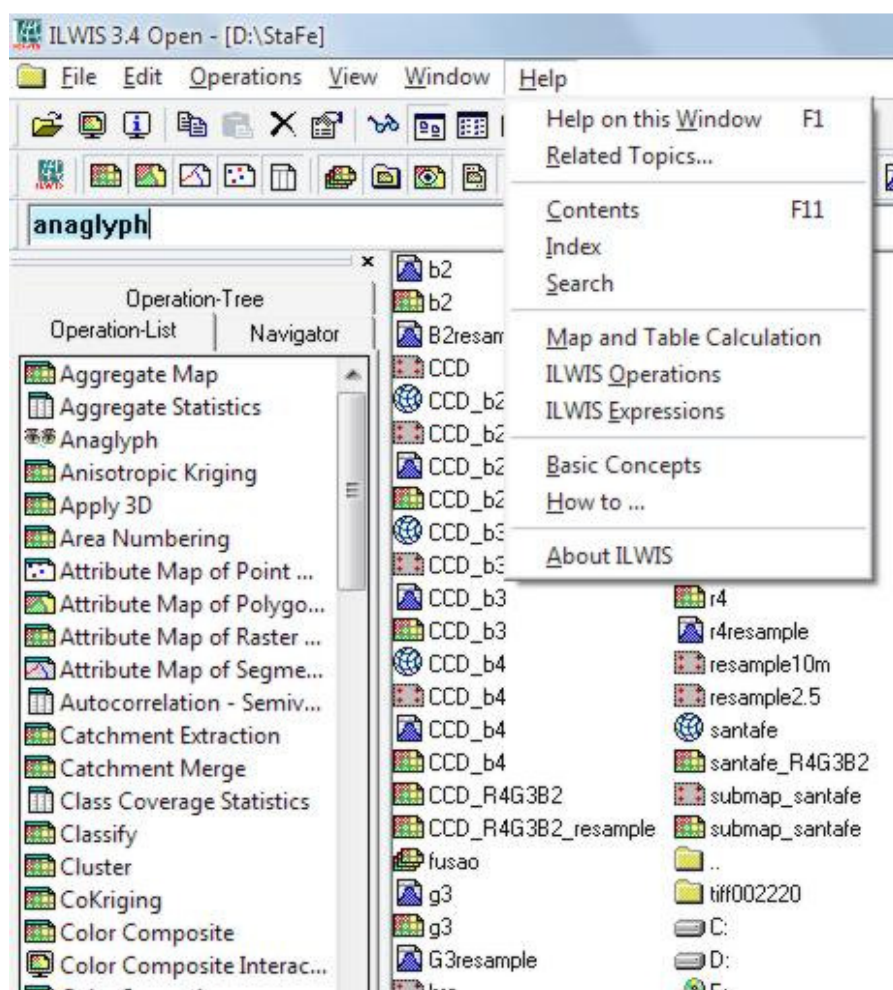 ILWIS 3.4 Open - [D:\StaFe]
File Edit Operations View Window Help
anaglyph
Help on this Window F1
Related Topics...
Contents F11
Index
Search
Map and Table Calculation
ILWIS Operations
ILWIS Expressions
Basic Concepts
How to ...
About ILWIS
Operation-Tree
Operation-List Navigator
Aggregate Map
Aggregate Statistics
Anaglyph
Anisotropic Kriging
Apply 3D
Area Numbering
Attribute Map of Point ...
Attribute Map of Polygo...
Attribute Map of Raster ...
Attribute Map of Segme...
Autocorrelation - Semiv...
Catchment Extraction
Catchment Merge
Class Coverage Statistics
Classify
Cluster
CoKriging
Color Composite
Color Composite Interac...
b2
b2
B2resam
CCD
CCD_b2
CCD_b2
CCD_b2
CCD_b2
CCD_b3
CCD_b3
CCD_b3
CCD_b3
CCD_b4
CCD_b4
CCD_b4
CCD_b4
CCD_R4G3B2
CCD_R4G3B2_resample
fusao
g3
g3
G3resample
r4
r4resample
resample10m
resample2.5
santafe
santafe_R4G3B2
submap_santafe
submap_santafe
..
tiff002220
C:
D: